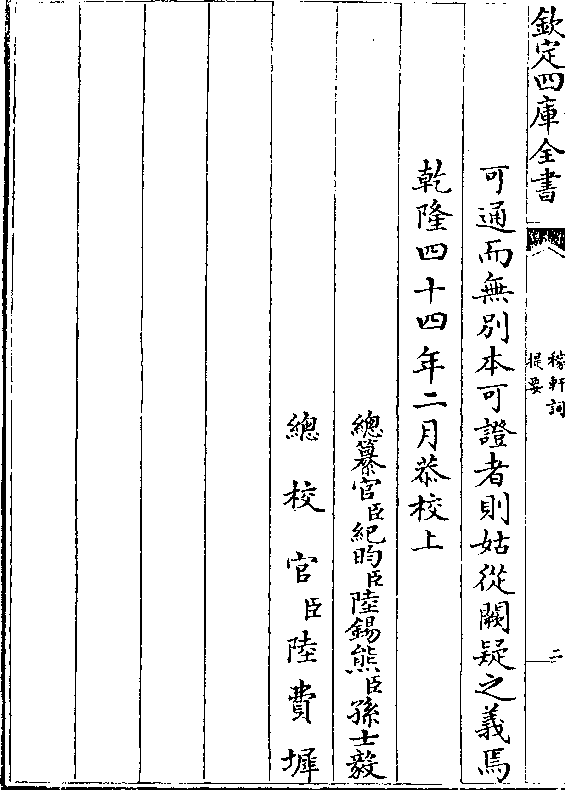 欽定四庫全書
稼軒詞
提要
二
可通而無別本可證者則姑從闕疑之義焉
乾隆四十四年二月恭校上
總纂官臣紀昀臣陸錫熊臣孫士毅
總校官臣陸費墀